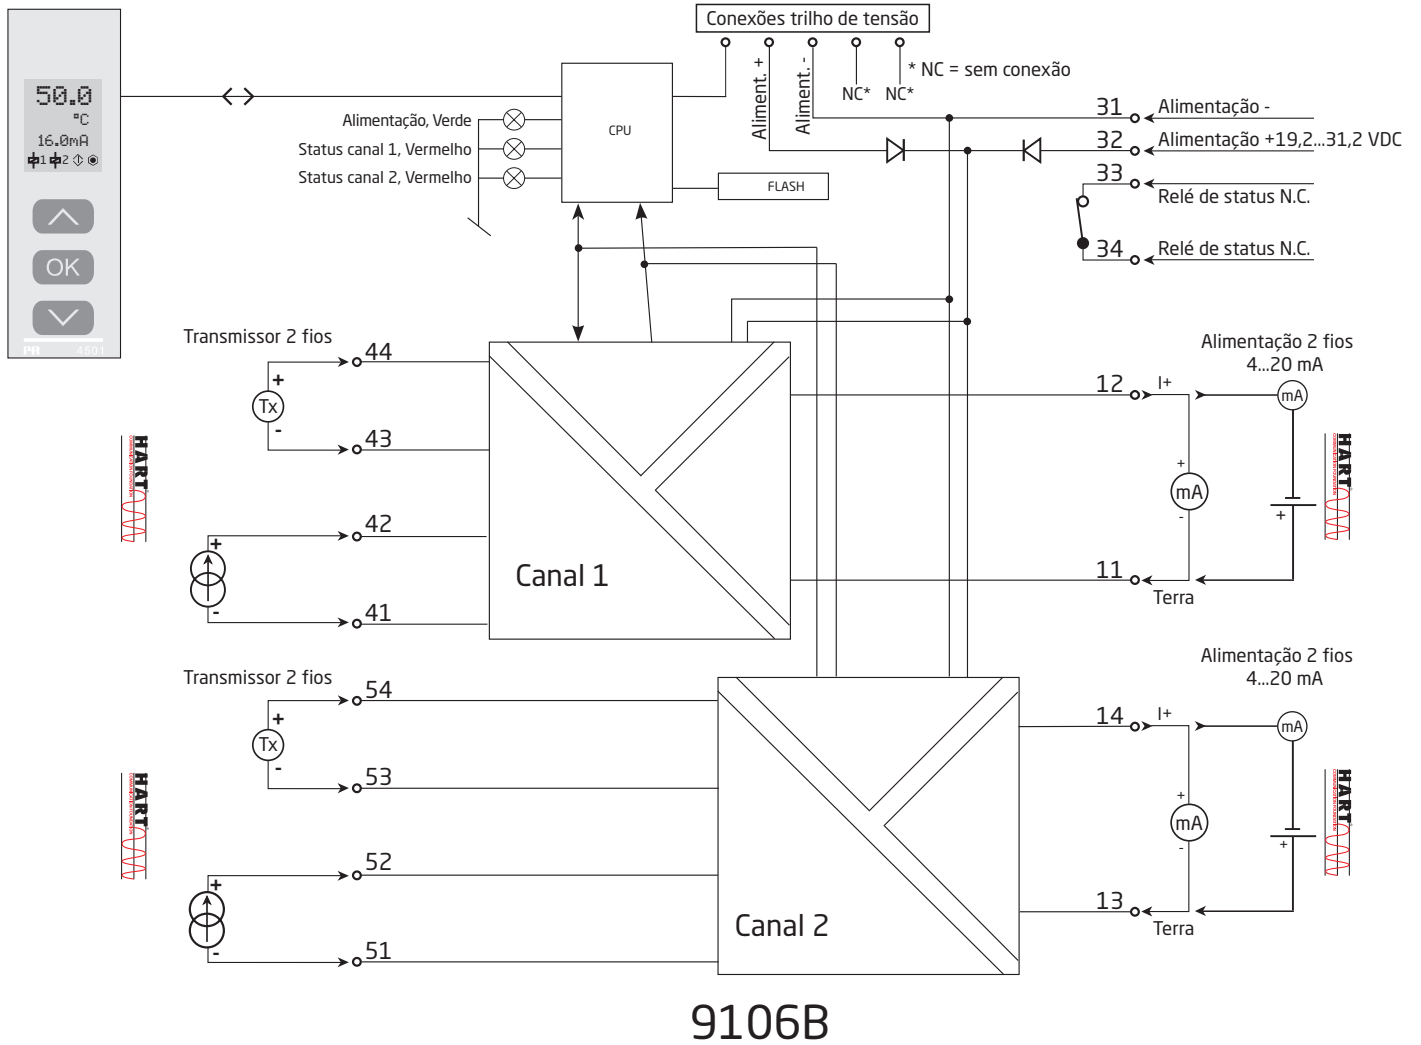 Conexões trilho de tensão
Aliment. +
Aliment. -
NC*
NC*
* NC = sem conexão
50.0
°C
16.0mA
1 2
OK
PR 4501
Alimentação, Verde
Status canal 1, Vermelho
Status canal 2, Vermelho
CPU
FLASH
31 Alimentação -
32 Alimentação +19,2...31,2 VDC
33
Relé de status N.C.
34 Relé de status N.C.
Transmissor 2 fios
44
+
Tx
-
43
HART
42
+
-
41
Canal 1
Alimentação 2 fios
4...20 mA
12 I+
mA
+
mA
-
+
11
Terra
HART
Transmissor 2 fios
54
+
Tx
-
53
HART
52
+
-
51
Canal 2
Alimentação 2 fios
4...20 mA
14 I+
mA
+
mA
-
+
13
Terra
HART
9106B